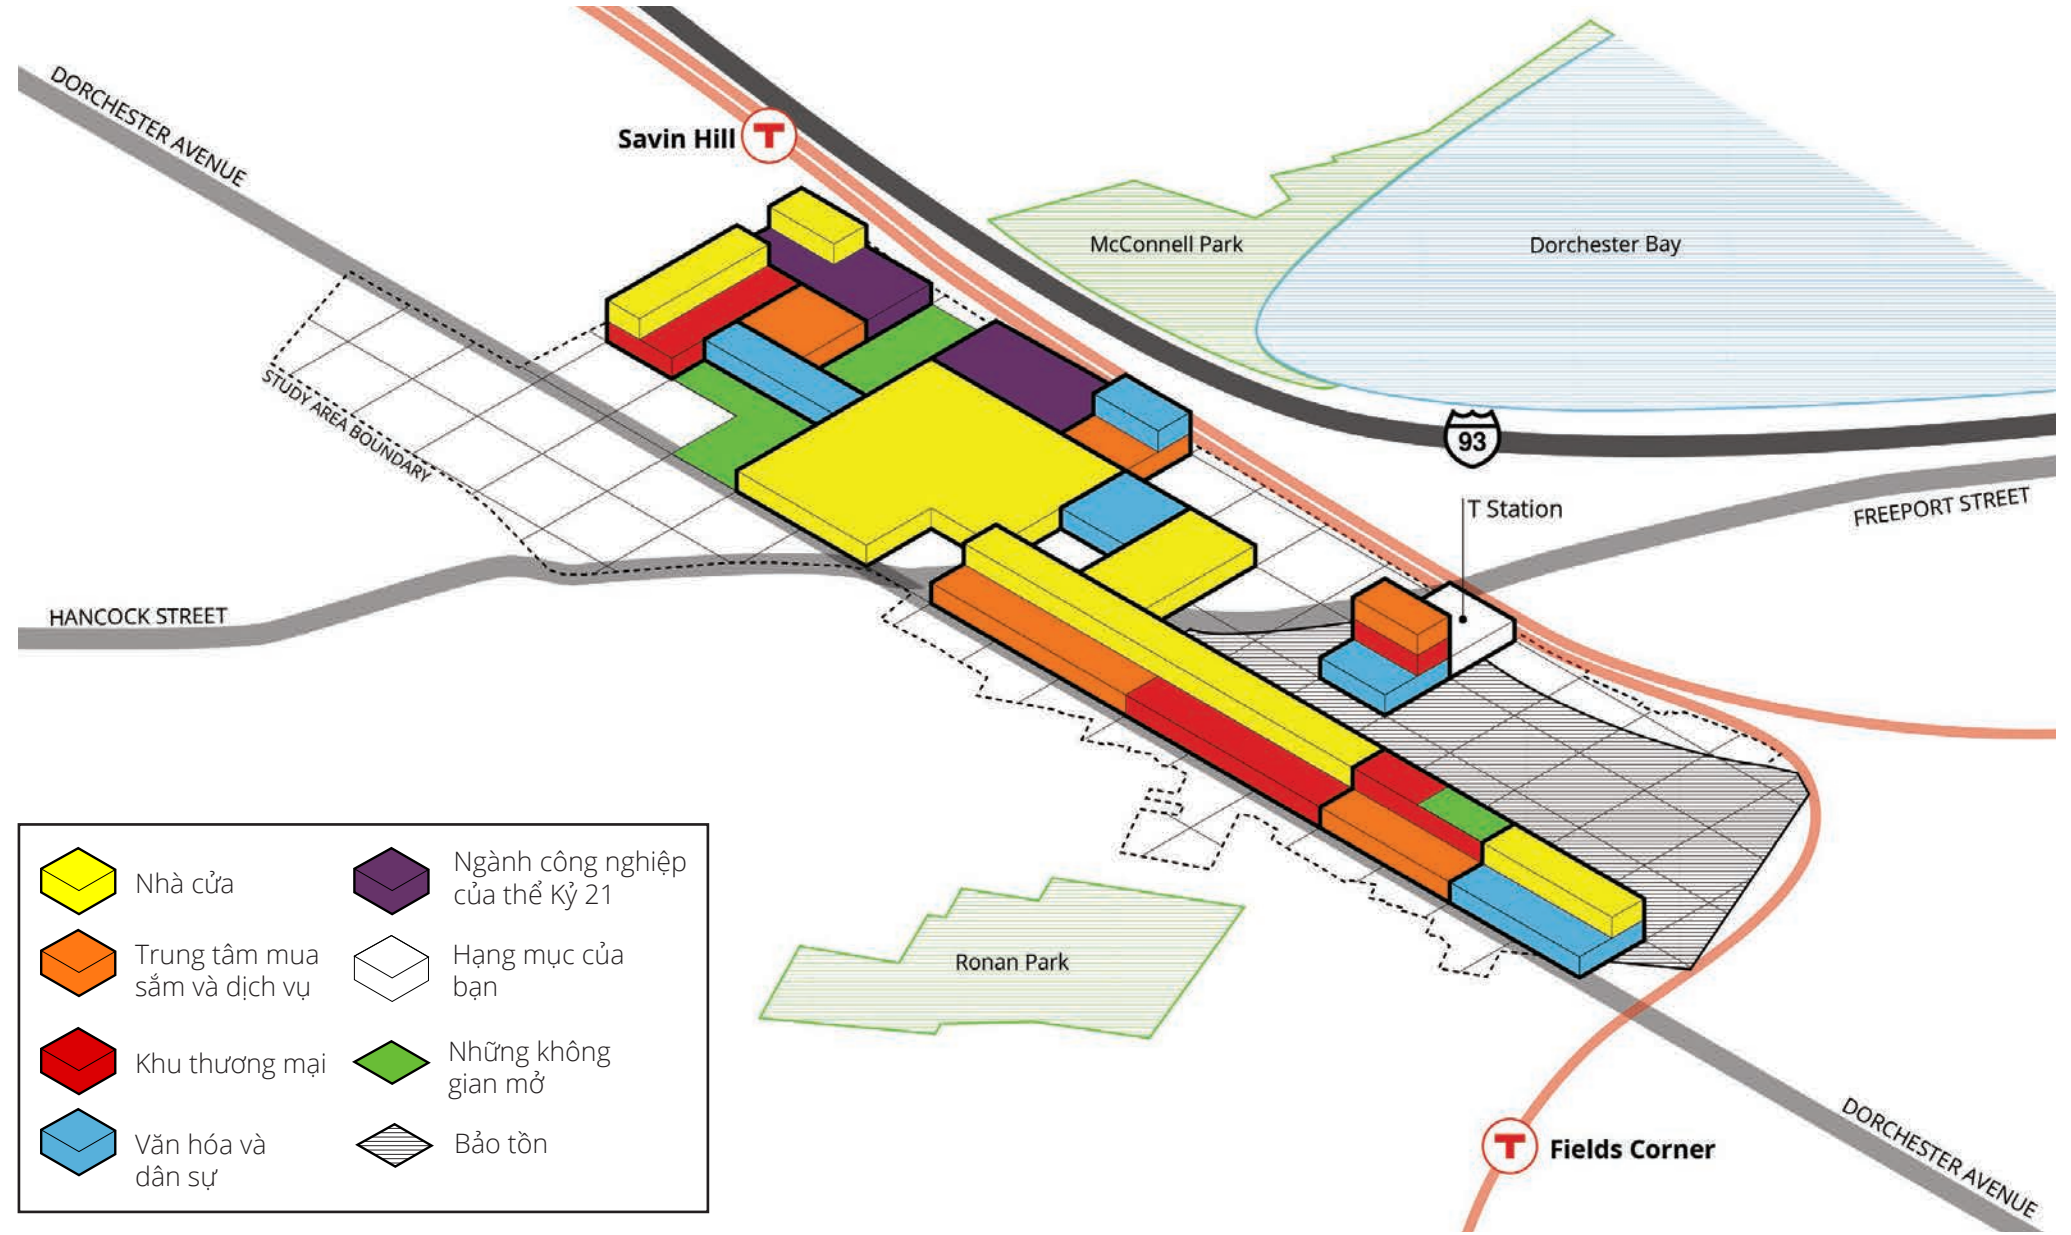 DORCHESTER AVENUE
Savin Hill
T
McConnell Park
Dorchester Bay
STUDY AREA BOUNDARY
93
T Station
FREEPORT STREET
HANCOCK STREET
Nhà cửa
Ngành công nghiệp
của thể Kỷ 21
Trung tâm mua
sắm và dịch vụ
Hạng mục của
bạn
Khu thương mại
Những không
gian mở
Văn hóa và
dân sự
Bảo tồn
Ronan Park
T
Fields Corner
DORCHESTER AVENUE